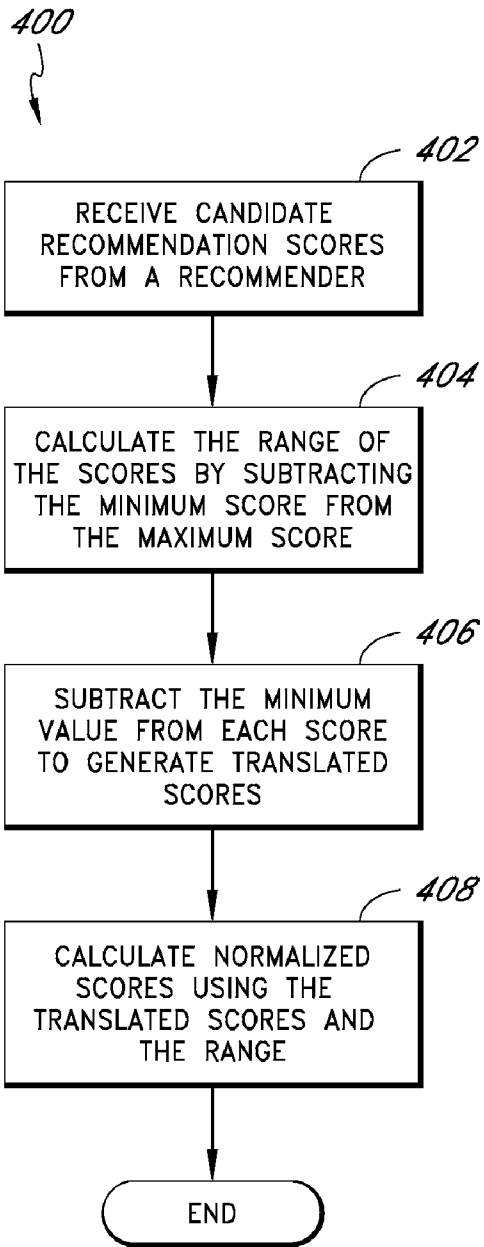 400
402
RECEIVE CANDIDATE
RECOMMENDATION SCORES
FROM A RECOMMENDER
404
CALCULATE THE RANGE OF
THE SCORES BY SUBTRACTING
THE MINIMUM SCORE FROM
THE MAXIMUM SCORE
406
SUBTRACT THE MINIMUM
VALUE FROM EACH SCORE
TO GENERATE TRANSLATED
SCORES
408
CALCULATE NORMALIZED
SCORES USING THE
TRANSLATED SCORES AND
THE RANGE
END